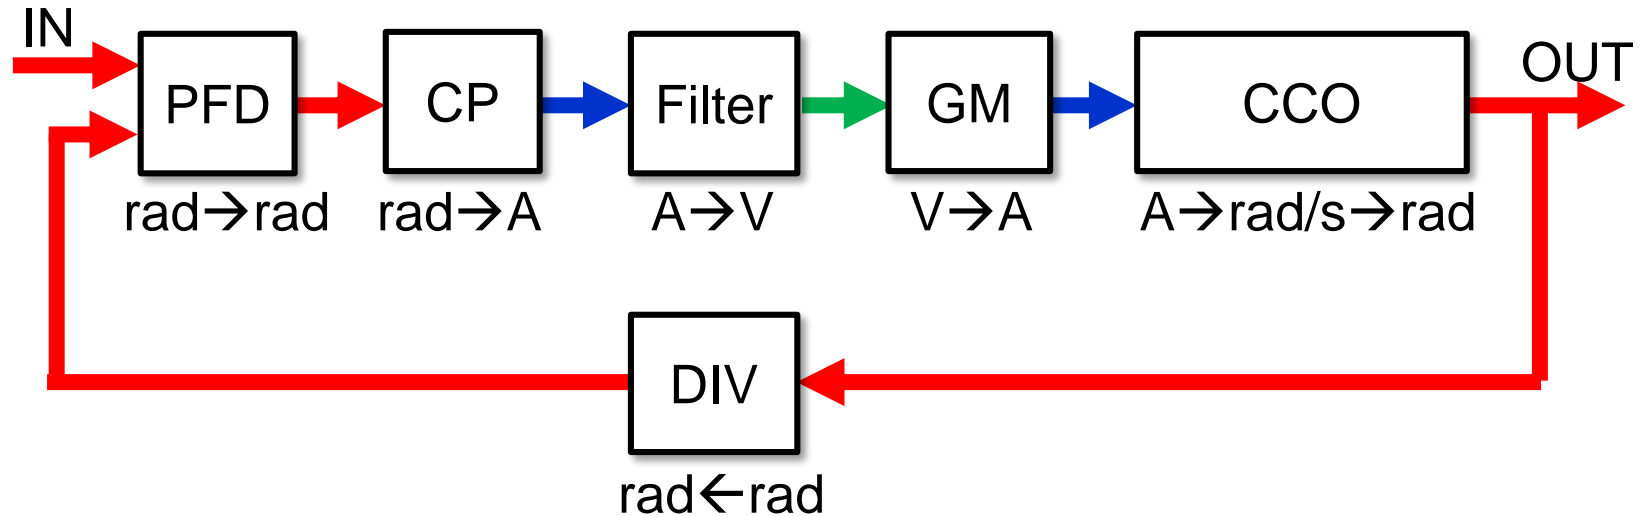 IN
OUT
PFD
CP
Filter
GM
CCO
rad→rad
rad→A
A→V
V→A
A→rad/s→rad
DIV
rad←rad